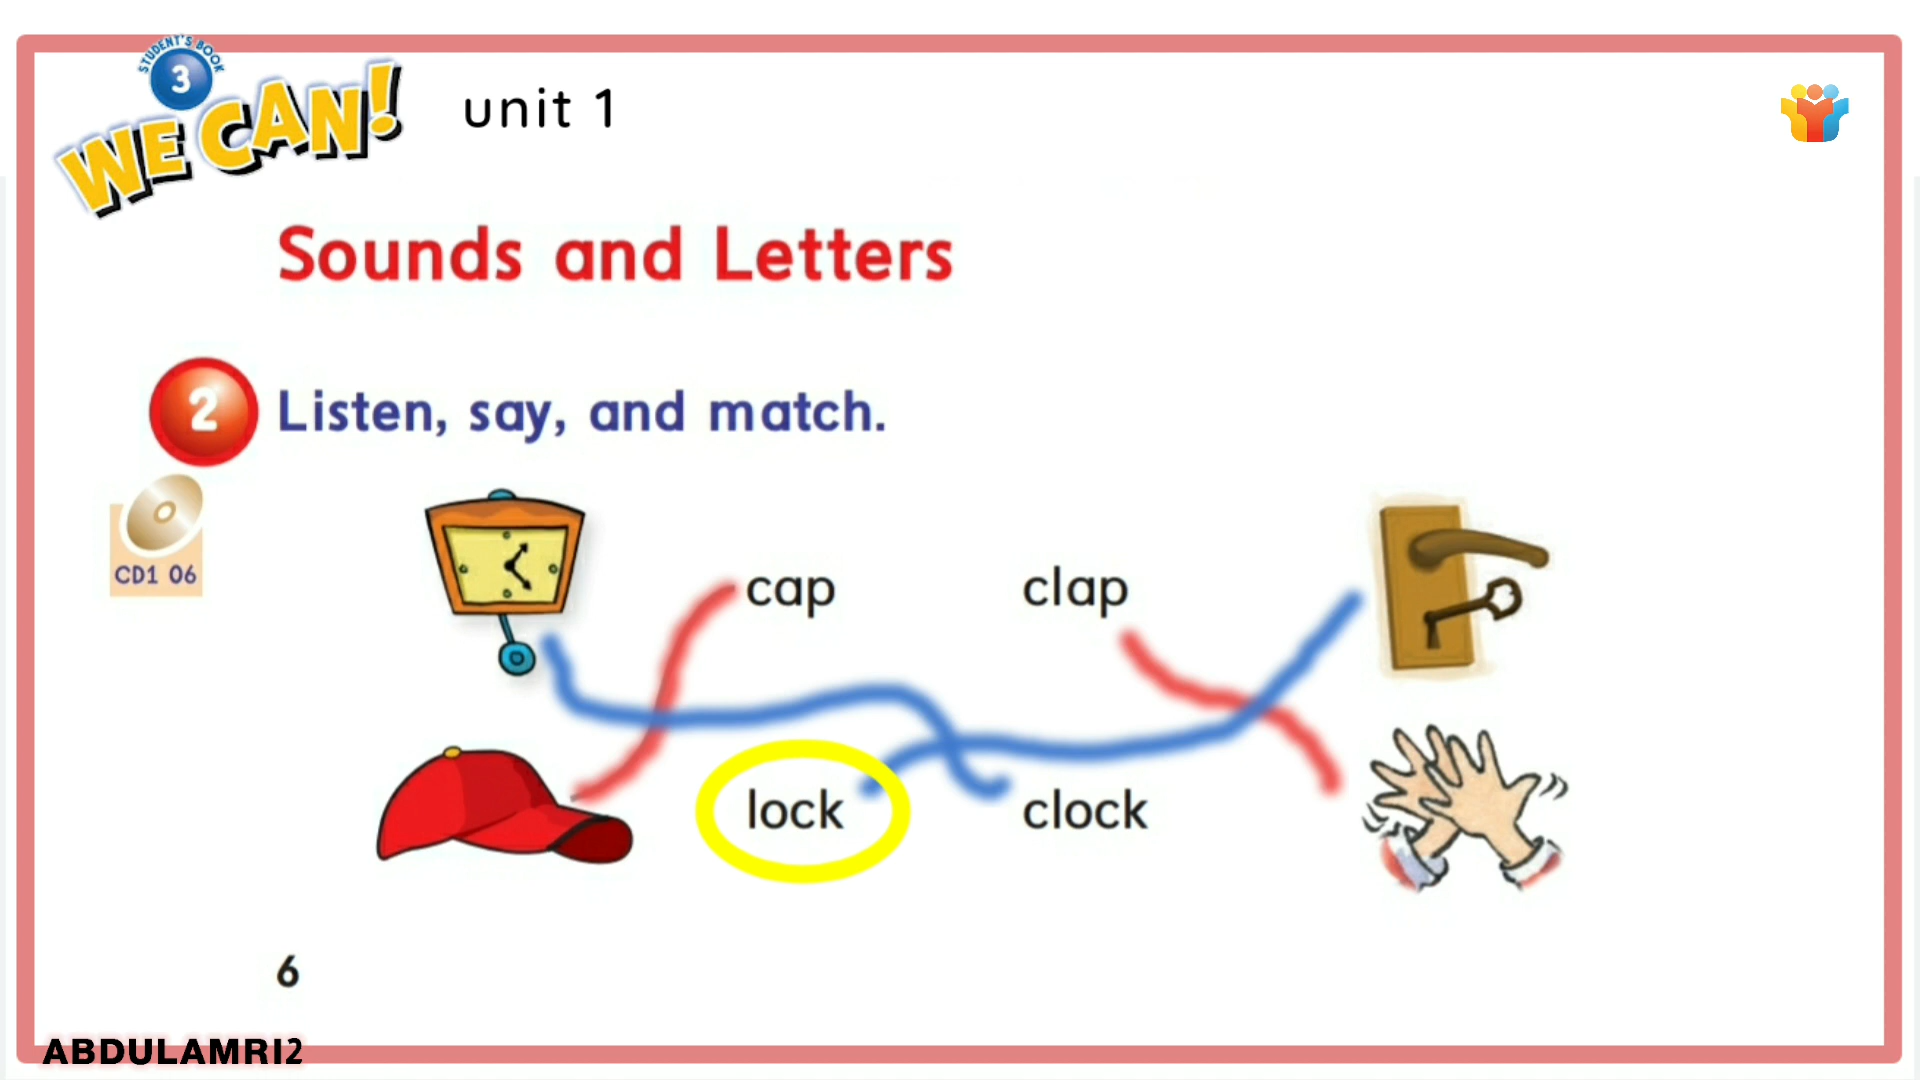 STUDENT'S BOOK
3
WE CAN!
unit 1
Sounds and Letters
2 Listen, say, and match.
CD1 06
cap clap
lock clock
6
ABDULAMRI2